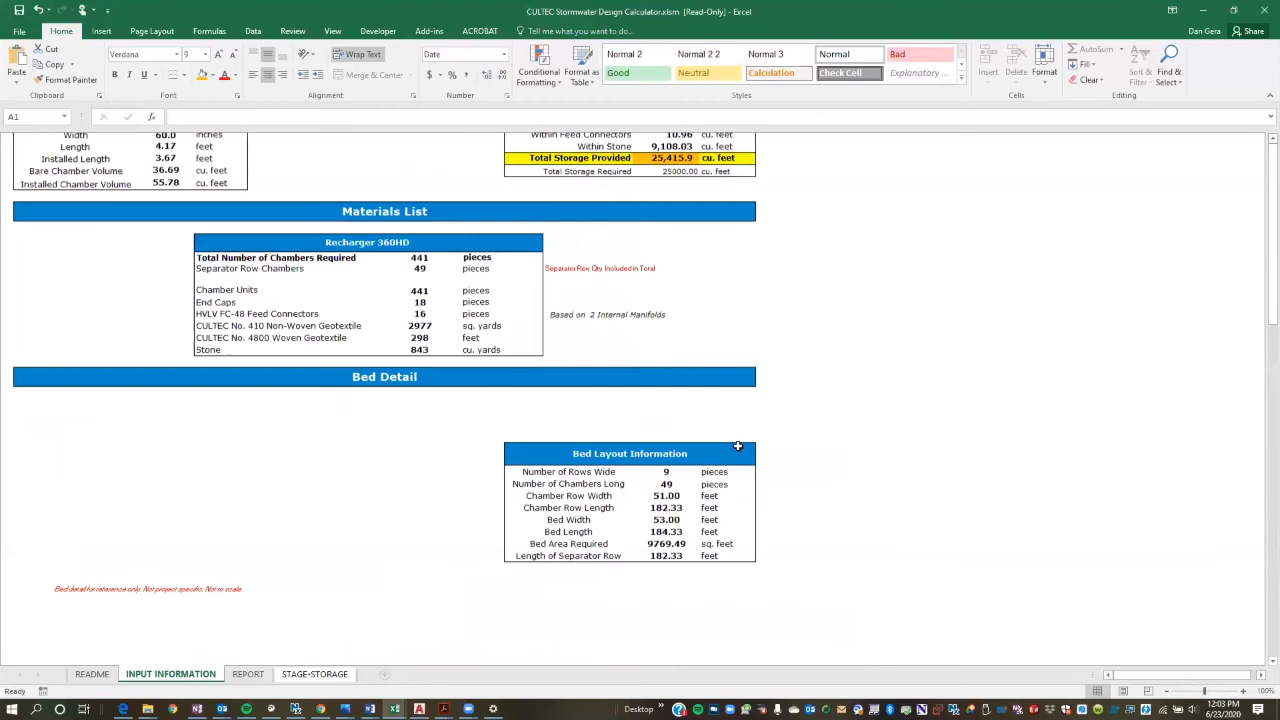 CULTEC Stormwater Design Calculator.xlsm [Read-Only] - Excel
File Home Insert Page Layout Formulas Data Review View Developer Add-ins ACROBAT Tell me what you want to do... Dan Gera Share
Paste Cut Copy Format Painter
Clipboard
Verdana 9
B I U
Font
Wrap Text
Merge & Center
Alignment
Date
$ % ,
Number
Conditional Formatting Format as Table
Normal 2 Normal 2 2 Normal 3 Normal Bad
Good Neutral Calculation Check Cell Explanatory ...
Styles
Insert Delete Format
Cells
AutoSum Fill Clear
Sort & Filter Find & Select
Editing
A1 fx
Width 60.0 inches
Length 4.17 feet
Installed Length 3.67 feet
Bare Chamber Volume 36.69 cu. feet
Installed Chamber Volume 55.78 cu. feet
Within Feed Connectors 10.96 cu. feet
Within Stone 9,108.03 cu. feet
Total Storage Provided 25,415.9 cu. feet
Total Storage Required 25000.00 cu. feet
Materials List
Recharger 360HD
Total Number of Chambers Required 441 pieces
Separator Row Chambers 49 pieces Separator Row Qty Included in Total
Chamber Units 441 pieces
End Caps 18 pieces
HVLV FC-48 Feed Connectors 16 pieces Based on 2 Internal Manifolds
CULTEC No. 410 Non-Woven Geotextile 2977 sq. yards
CULTEC No. 4800 Woven Geotextile 298 feet
Stone 843 cu. yards
Bed Detail
Bed Layout Information
Number of Rows Wide 9 pieces
Number of Chambers Long 49 pieces
Chamber Row Width 51.00 feet
Chamber Row Length 182.33 feet
Bed Width 53.00 feet
Bed Length 184.33 feet
Bed Area Required 9769.49 sq. feet
Length of Separator Row 182.33 feet
Bed detail for reference only. Not project specific. Not to scale.
README INPUT INFORMATION REPORT STAGE-STORAGE
Ready 100%
Desktop 12:03 PM
6/23/2020